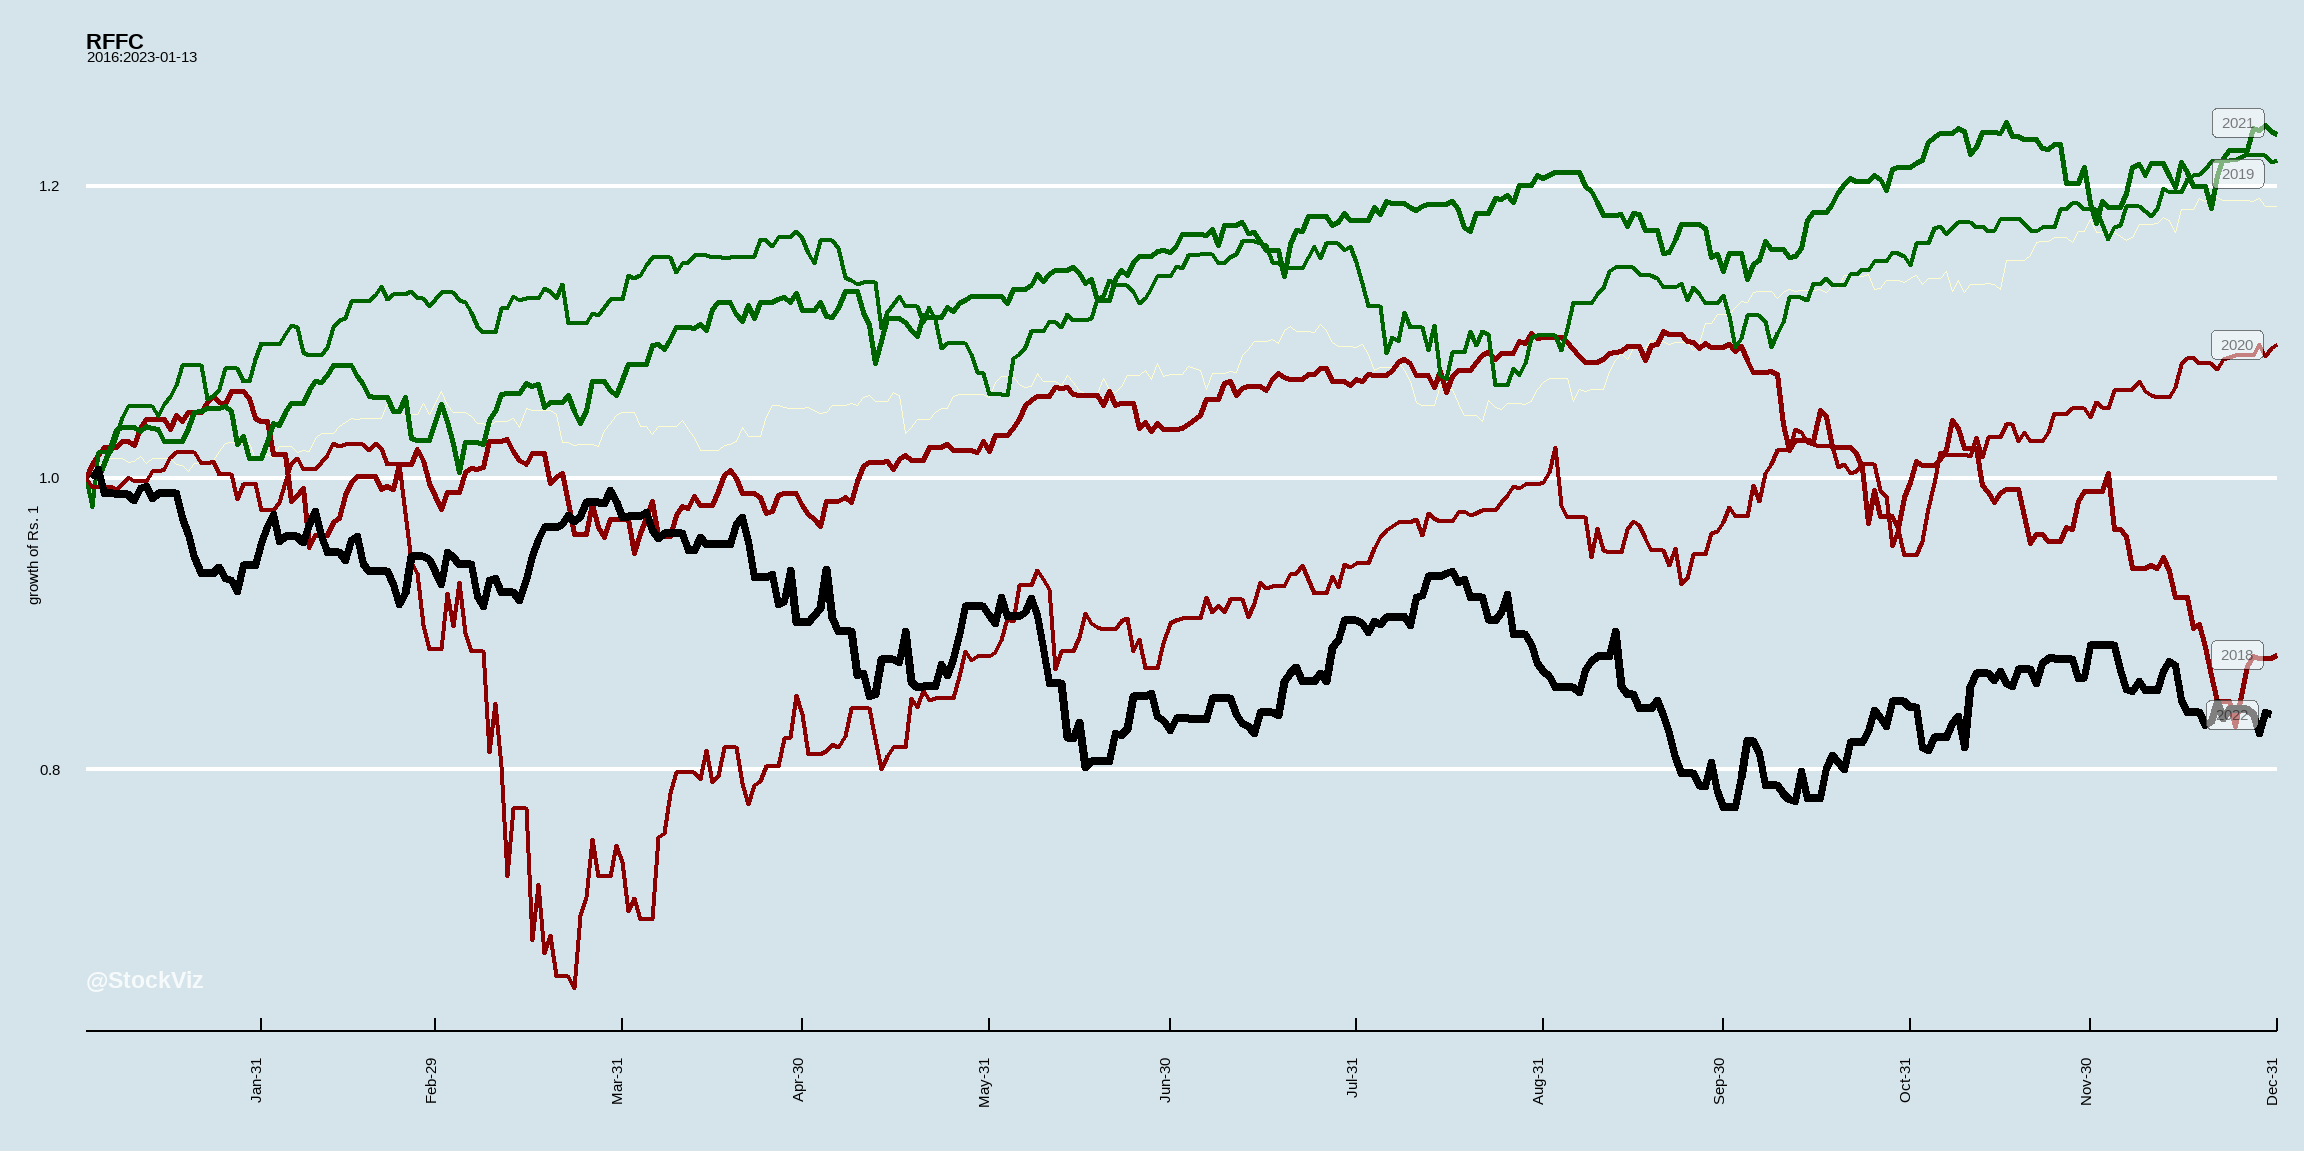 RFFC
2016:2023-01-13
2021
1.2
2019
2020
1.0
growth of Rs. 1
2018
2022
0.8
@StockViz
Jan-31
Feb-29
Mar-31
Apr-30
May-31
Jun-30
Jul-31
Aug-31
Sep-30
Oct-31
Nov-30
Dec-31